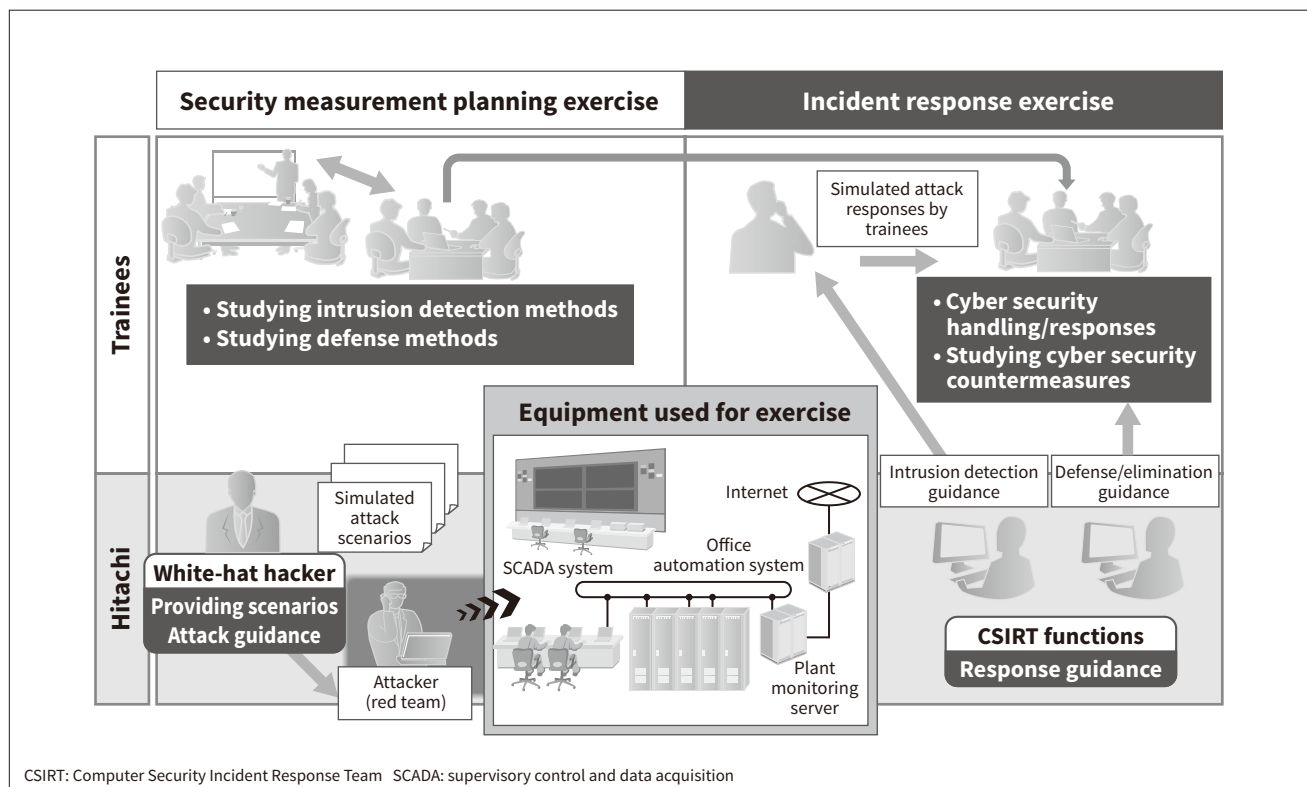 Security measurement planning exercise
Incident response exercise
Trainees
Simulated attack
responses by
trainees
• Studying intrusion detection methods
• Studying defense methods
• Cyber security
handling/responses
• Studying cyber security
countermeasures
Equipment used for exercise
Hitachi
Simulated
attack
scenarios
White-hat hacker
Providing scenarios
Attack guidance
Attacker
(red team)
SCADA system
Internet
Office
automation system
Plant
monitoring
server
Intrusion detection
guidance
Defense/elimination
guidance
CSIRT functions
Response guidance
CSIRT: Computer Security Incident Response Team SCADA: supervisory control and data acquisition